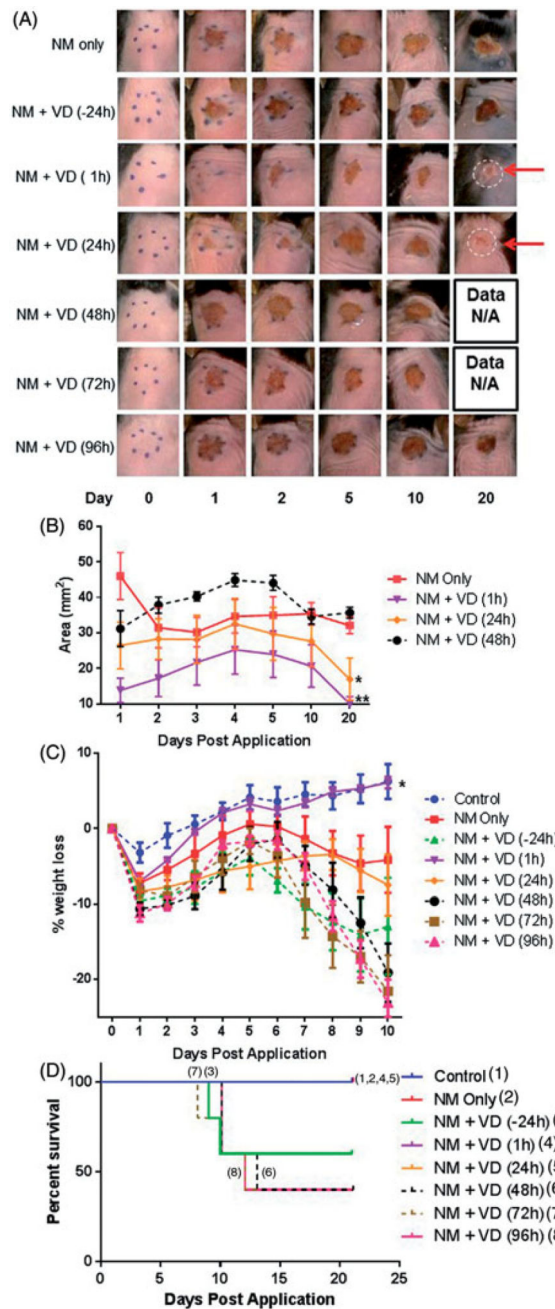 (A)
NM only
NM + VD (-24h)
NM + VD ( 1h)
NM + VD (24h)
NM + VD (48h)
Data
N/A
NM + VD (72h)
Data
N/A
NM + VD (96h)
Day 0 1 2 5 10 20
(B)
60
50
40
30
20
10
Area (mm²)
*
**
1 2 3 4 5 10 20
Days Post Application
NM Only
NM + VD (1h)
NM + VD (24h)
NM + VD (48h)
(C)
10
0
-10
-20
% weight loss
*
0 1 2 3 4 5 6 7 8 9 10
Days Post Application
Control
NM Only
NM + VD (-24h)
NM + VD (1h)
NM + VD (24h)
NM + VD (48h)
NM + VD (72h)
NM + VD (96h)
(D)
100
50
0
Percent survival
(7) (3)
(1,2,4,5)
(8)
(6)
0 5 10 15 20 25
Days Post Application
Control (1)
NM Only (2)
NM + VD (-24h) (
NM + VD (1h) (4)
NM + VD (24h) (5
NM + VD (48h) (6
NM + VD (72h) (7
NM + VD (96h) (8